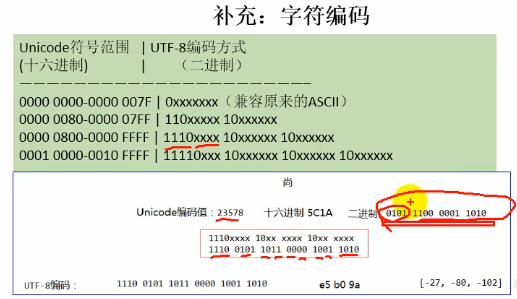 补充：字符编码
Unicode符号范围 | UTF-8编码方式
(十六进制) | （二进制）
————————————————————————
0000 0000-0000 007F | 0xxxxxxx（兼容原来的ASCII）
0000 0080-0000 07FF | 110xxxxx 10xxxxxx
0000 0800-0000 FFFF | 1110xxxx 10xxxxxx 10xxxxxx
0001 0000-0010 FFFF | 11110xxx 10xxxxxx 10xxxxxx 10xxxxxx
尚
Unicode编码值：23578 十六进制 5C1A 二进制 0101 1100 0001 1010
1110xxxx 10xx xxxx 10xx xxxx
1110 0101 1011 0000 1001 1010
UTF-8编码： 1110 0101 1011 0000 1001 1010 e5 b0 9a [-27, -80, -102]